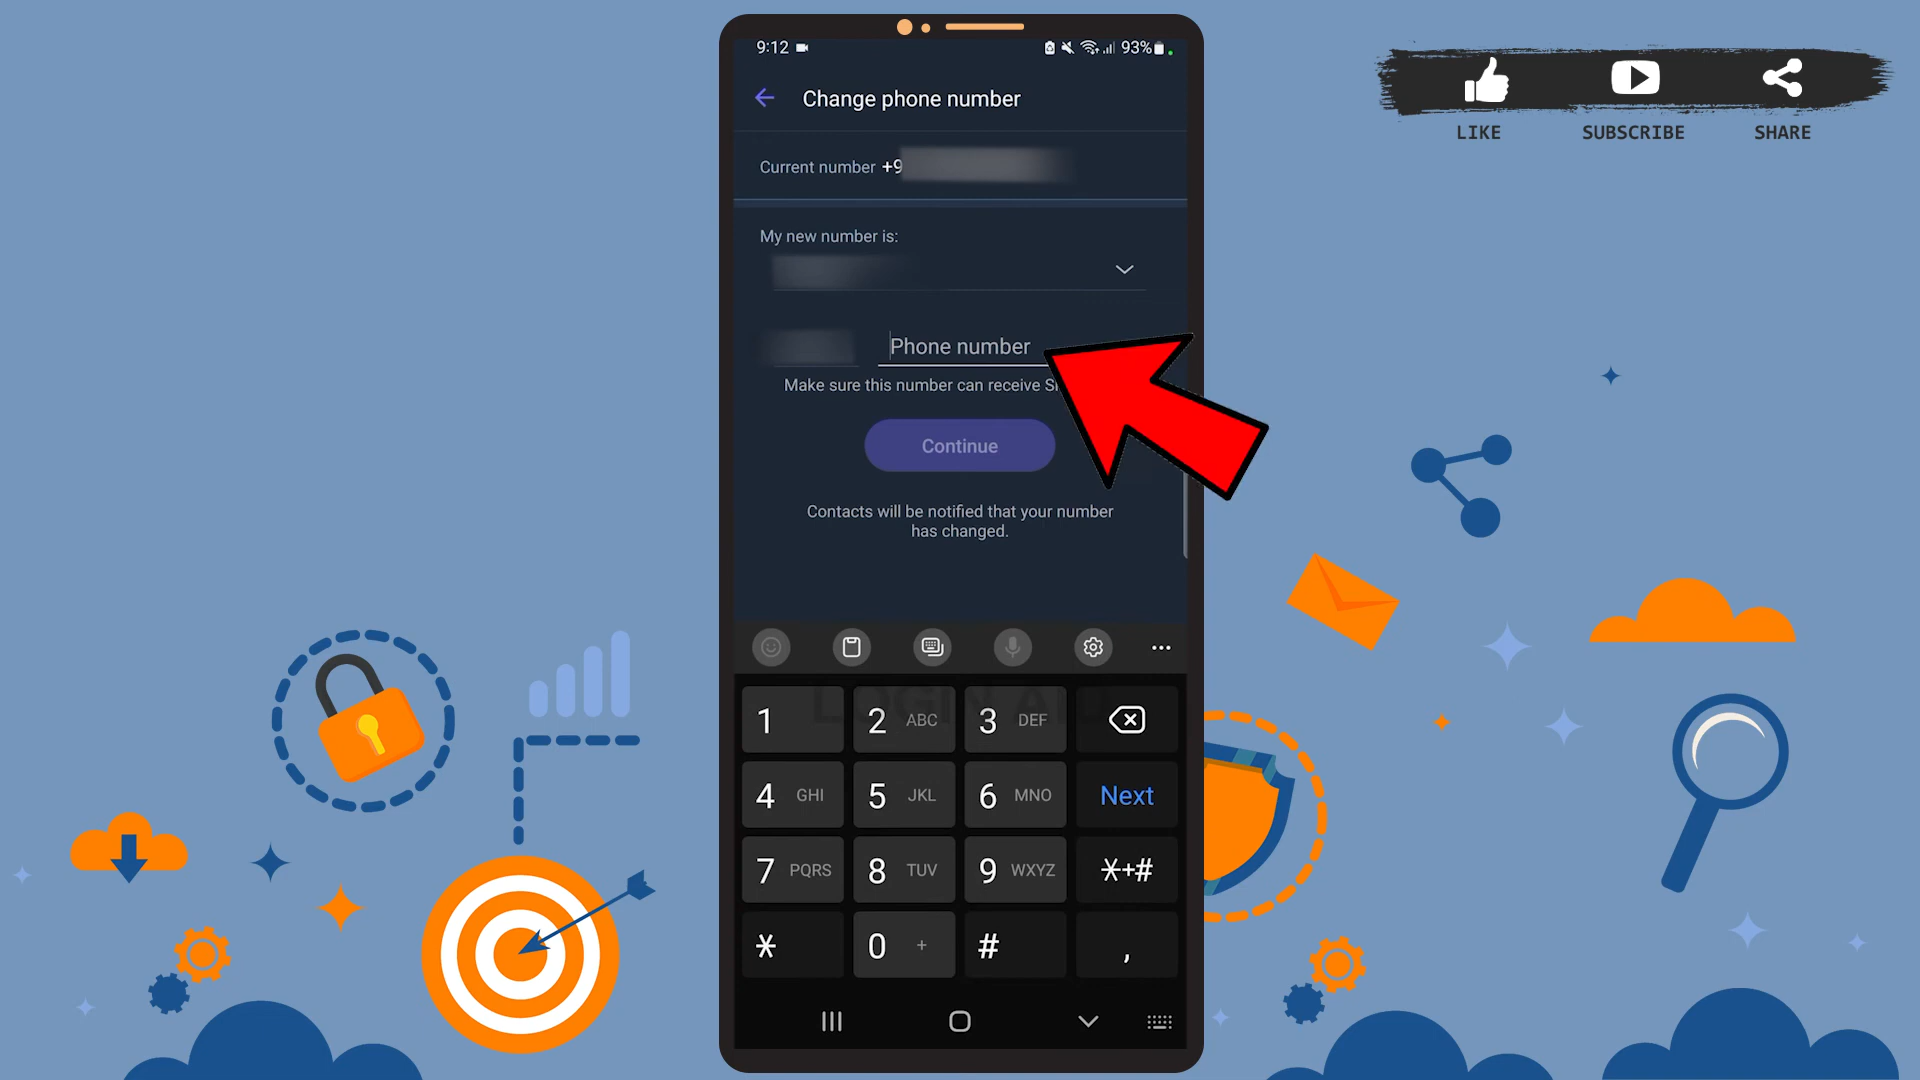 9:12 93%
Change phone number
Current number +9
My new number is:
Phone number
Make sure this number can receive
Continue
Contacts will be notified that your number
has changed.
1 2 ABC 3 DEF
4 GHI 5 JKL 6 MNO Next
7 PQRS 8 TUV 9 WXYZ *+#
* 0 + # ,
LIKE SUBSCRIBE SHARE